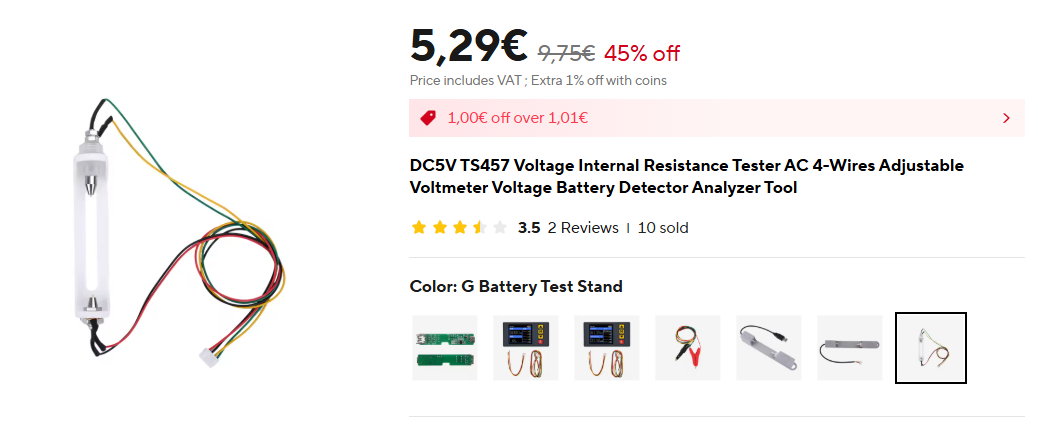 5,29€ 9,75€ 45% off
Price includes VAT ; Extra 1% off with coins
1,00€ off over 1,01€
DC5V TS457 Voltage Internal Resistance Tester AC 4-Wires Adjustable
Voltmeter Voltage Battery Detector Analyzer Tool
3.5 2 Reviews | 10 sold
Color: G Battery Test Stand